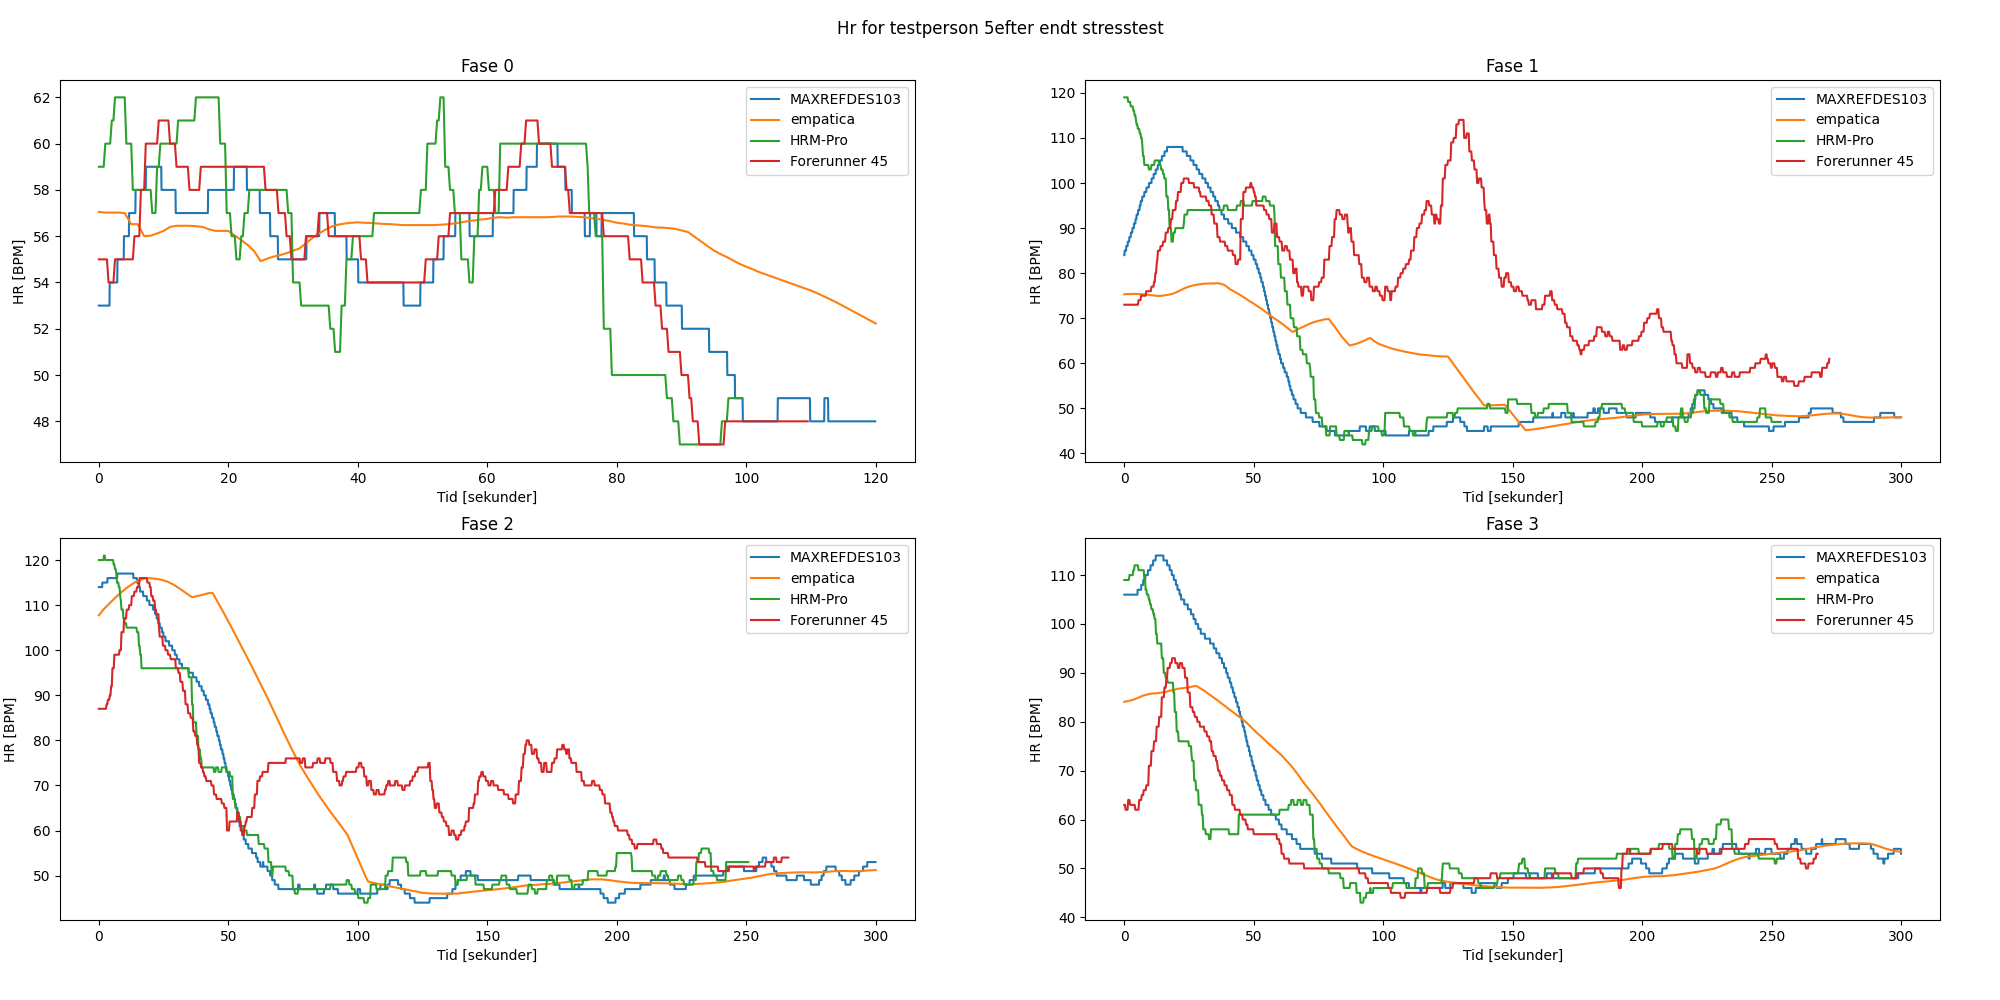 Hr for testperson 5efter endt stresstest
Fase 0
HR [BPM]
62
60
58
56
54
52
50
48
0 20 40 60 80 100 120
Tid [sekunder]
MAXREFDES103
empatica
HRM-Pro
Forerunner 45
Fase 1
HR [BPM]
120
110
100
90
80
70
60
50
40
0 50 100 150 200 250 300
Tid [sekunder]
MAXREFDES103
empatica
HRM-Pro
Forerunner 45
Fase 2
HR [BPM]
120
110
100
90
80
70
60
50
0 50 100 150 200 250 300
Tid [sekunder]
MAXREFDES103
empatica
HRM-Pro
Forerunner 45
Fase 3
HR [BPM]
110
100
90
80
70
60
50
40
0 50 100 150 200 250 300
Tid [sekunder]
MAXREFDES103
empatica
HRM-Pro
Forerunner 45